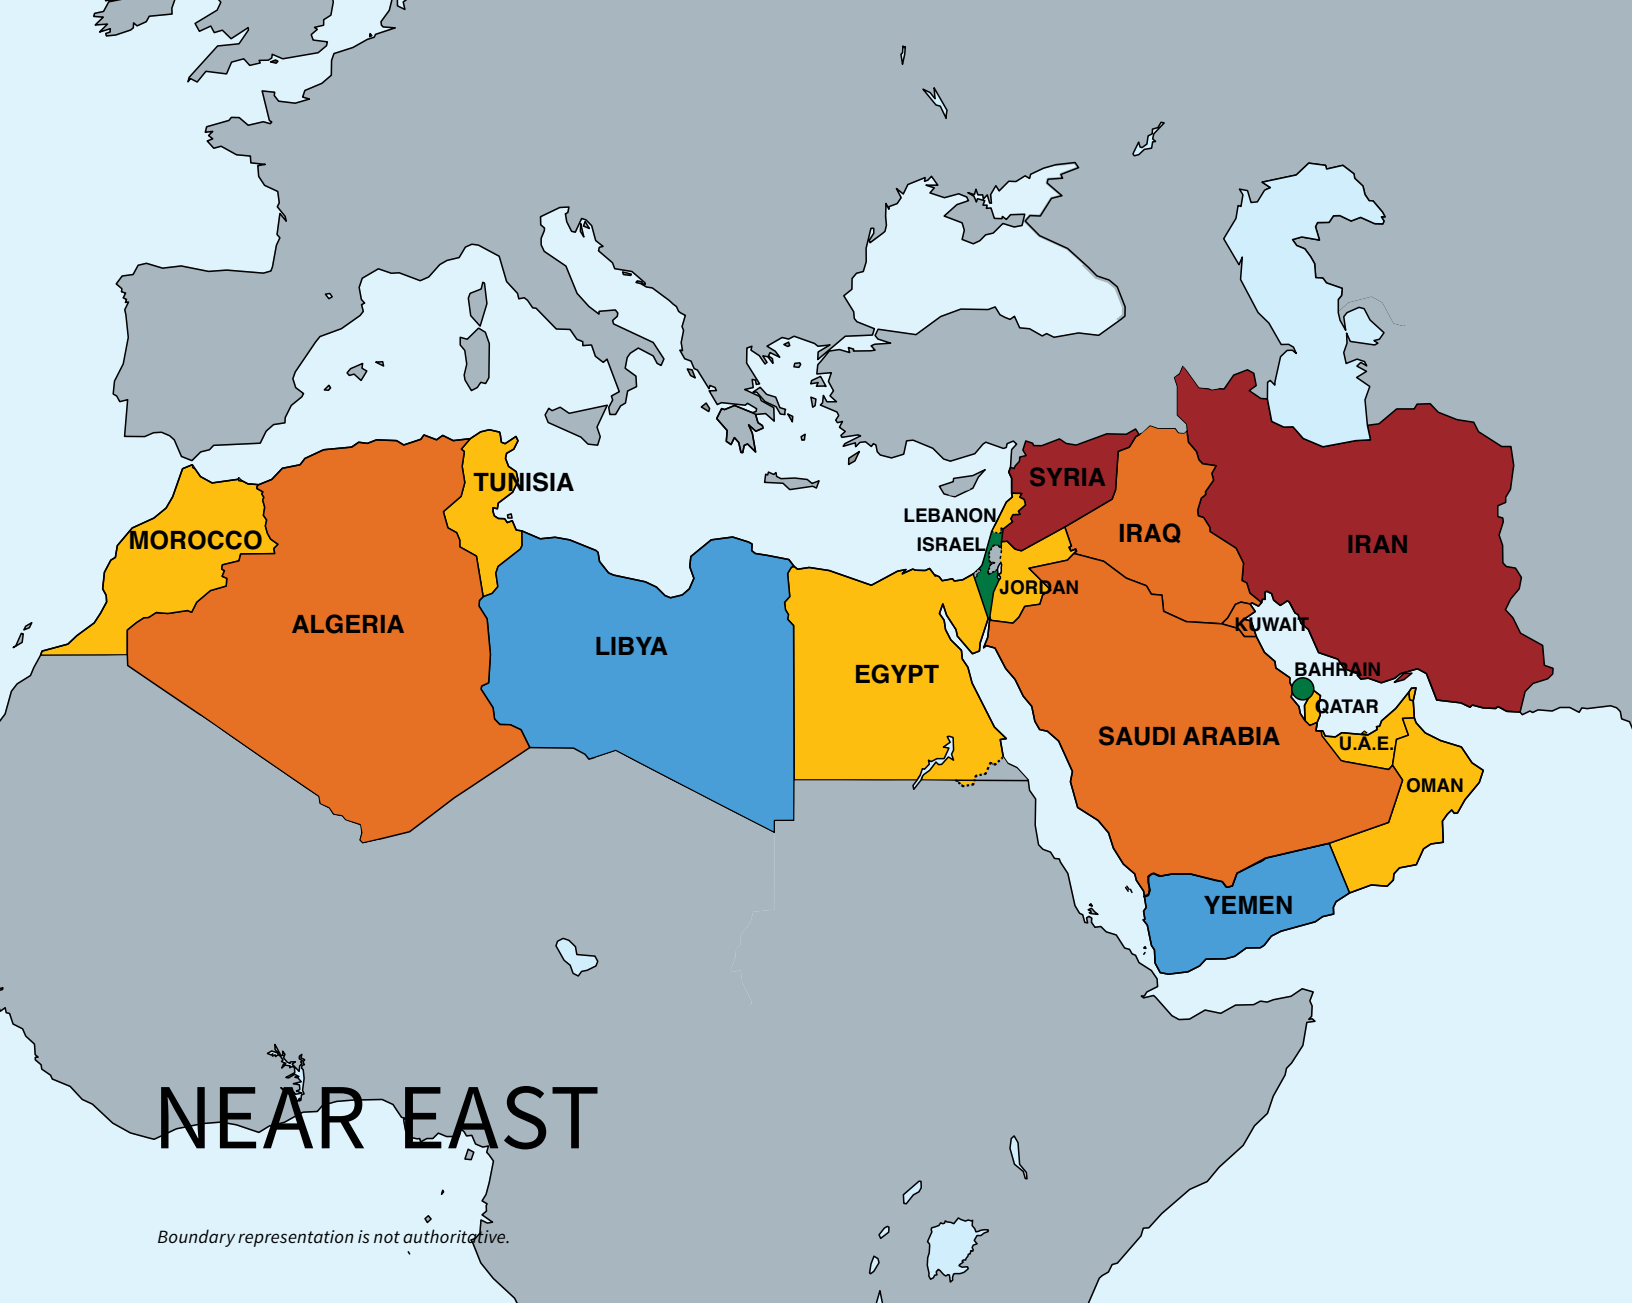 TUNISIA
SYRIA
LEBANON
IRAQ
MOROCCO
ISRAEL
IRAN
JORDAN
ALGERIA
KUWAIT
LIBYA
BAHRAIN
EGYPT
QATAR
SAUDI ARABIA
U.A.E.
OMAN
YEMEN
NEAR EAST
Boundary representation is not authoritative.